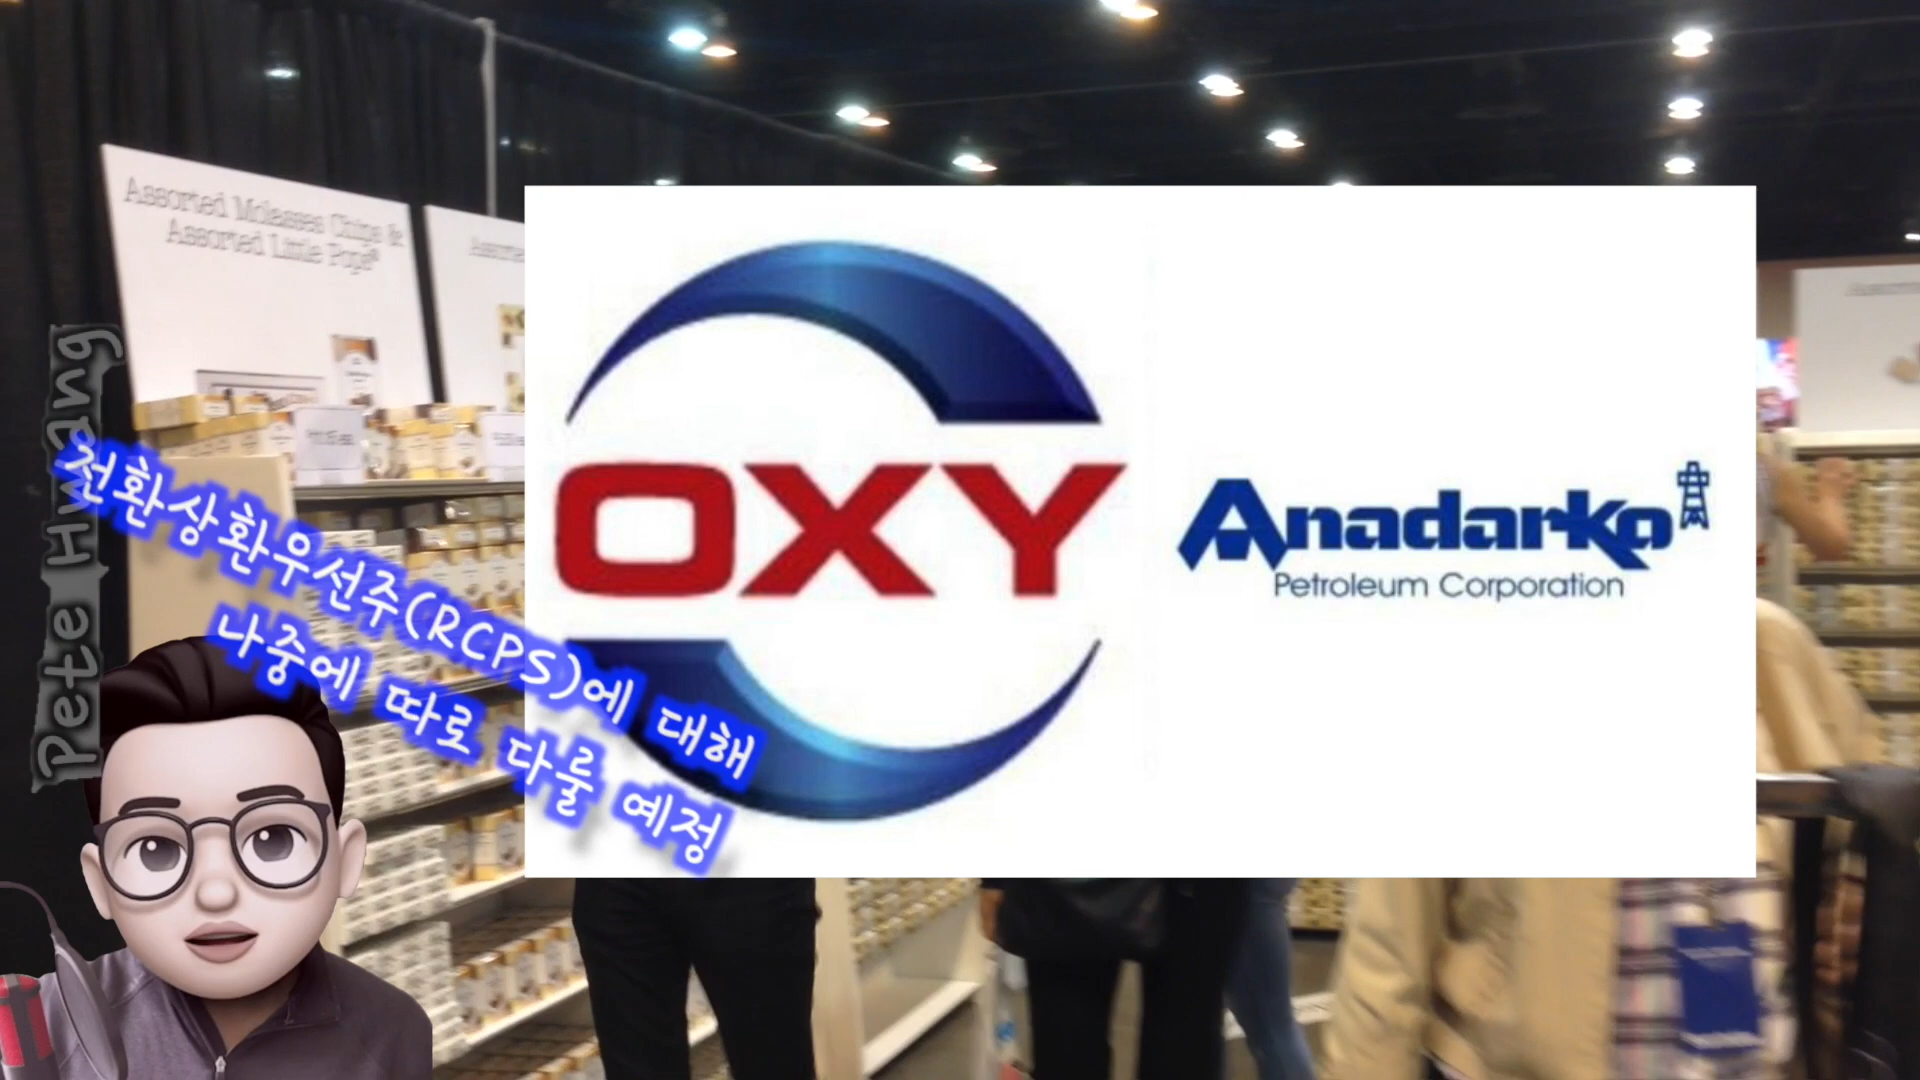 Assorted Molasses Chips &
Assorted Little Pops®
Pete Hwang
전환상환우선주(RCPS)에 대해
나중에 따로 다룰 예정
OXY
Anadarko
Petroleum Corporation